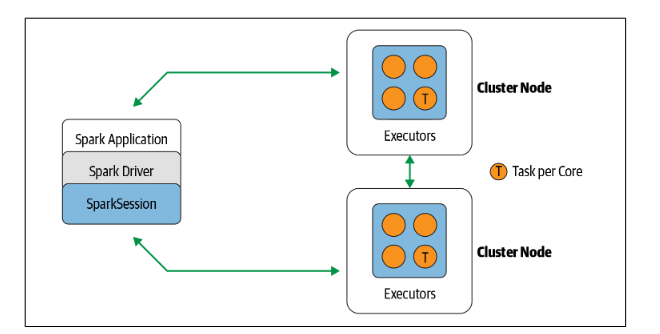 Spark Application
Spark Driver
SparkSession
T
Executors
Cluster Node
T Task per Core
T
Executors
Cluster Node